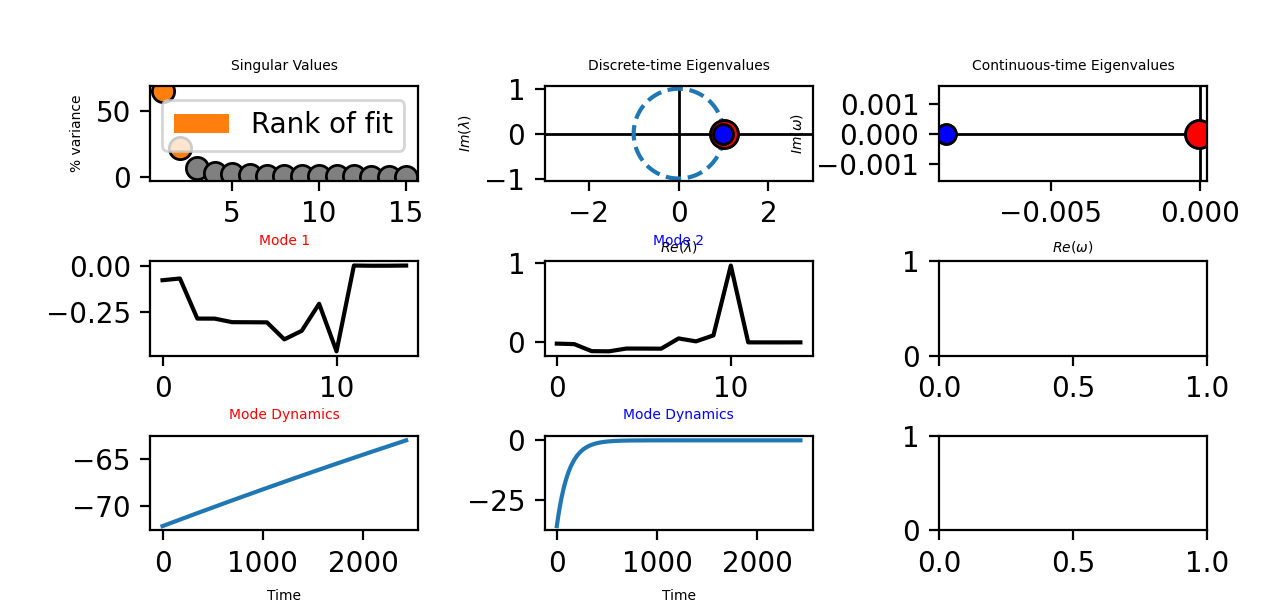 Singular Values
Discrete-time Eigenvalues
Continuous-time Eigenvalues
% variance
50
0
Rank of fit
5 10 15
Im(λ)
1
0
−1
−2 0 2
Re(λ)
Im(ω)
0.001
0.000
−0.001
−0.005 0.000
Re(ω)
Mode 1
0.00
−0.25
0 10
Mode 2
1
0
0 10
1
0
0.0 0.5 1.0
Mode Dynamics
−65
−70
0 1000 2000
Time
Mode Dynamics
0
−25
0 1000 2000
Time
1
0
0.0 0.5 1.0